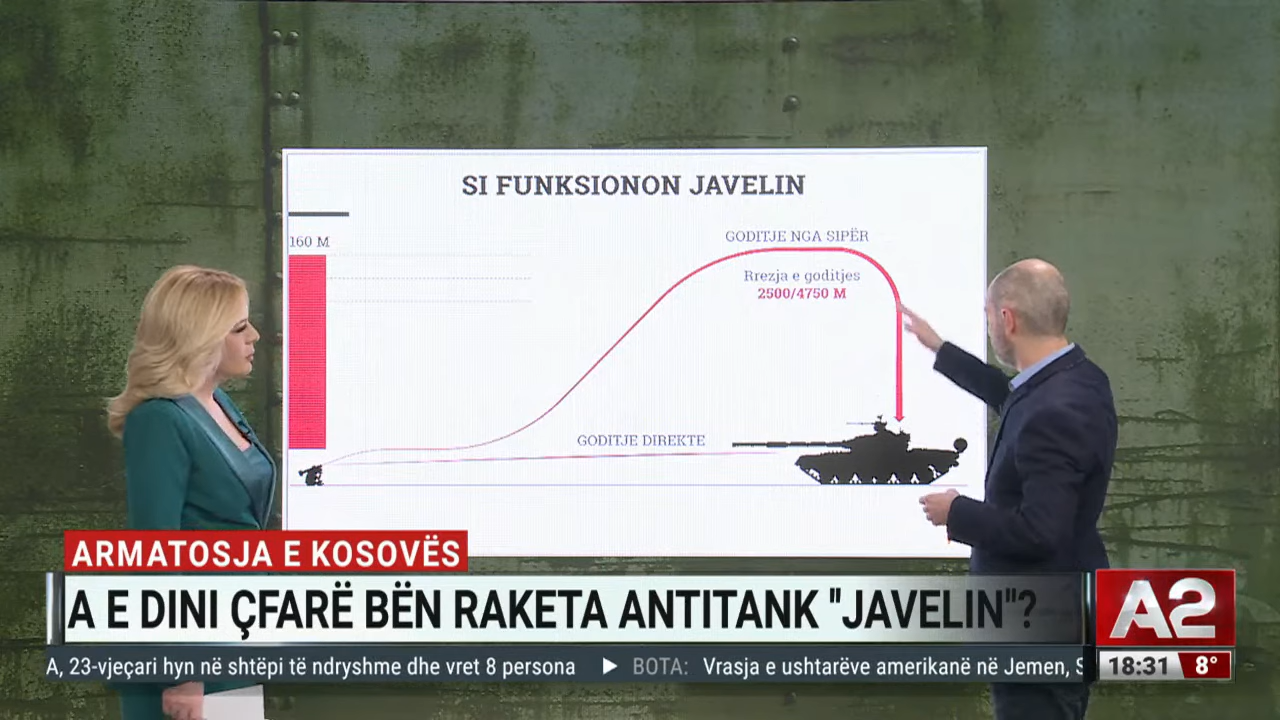 SI FUNKSIONON JAVELIN
160 M
GODITJE NGA SIPËR
Rrezja e goditjes
2500/4750 M
GODITJE DIREKTE
ARMATOSJA E KOSOVËS
A E DINI ÇFARË BËN RAKETA ANTITANK "JAVELIN"?
A2
A, 23-vjeçari hyn në shtëpi të ndryshme dhe vret 8 persona ▶ BOTA: Vrasja e ushtarëve amerikanë në Jemen, S
18:31 8°